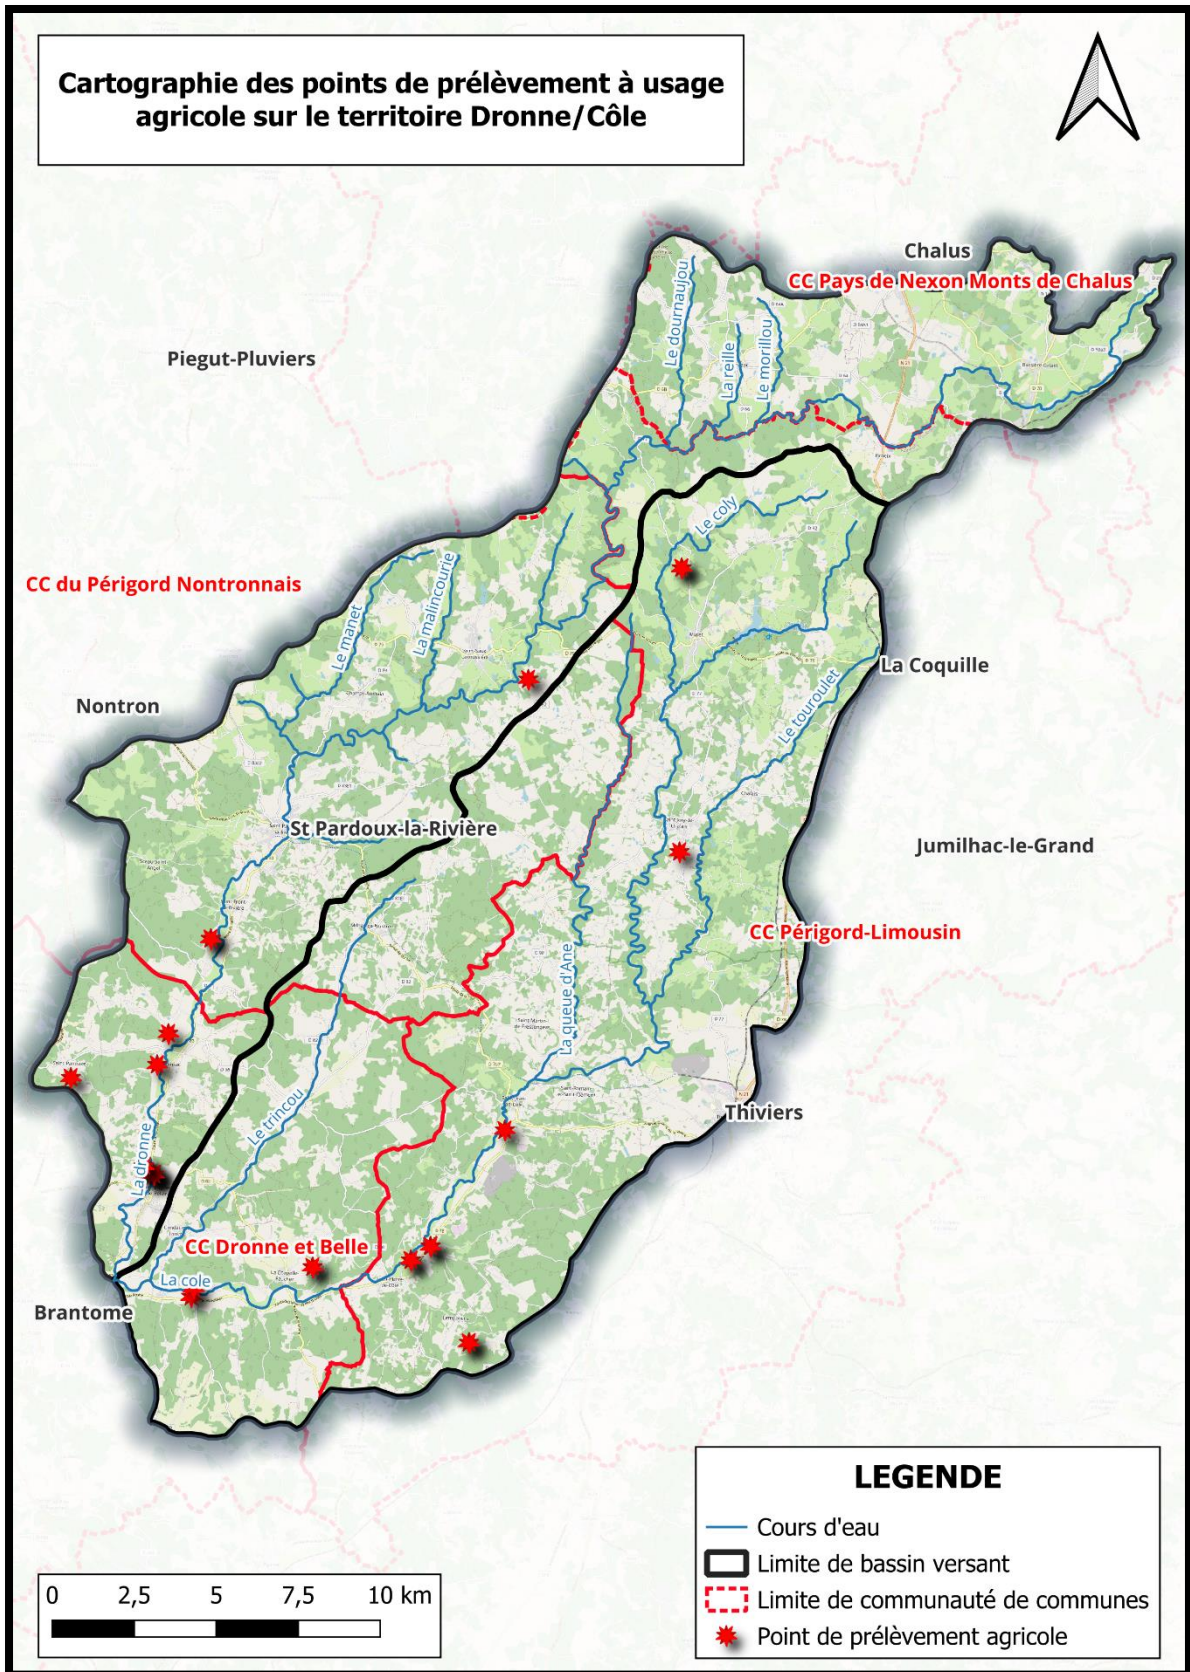 Cartographie des points de prélèvement à usage
agricole sur le territoire Dronne/Côle
Chalus
CC Pays de Nexon Monts de Chalus
Le dournaujou
La reille
Le morillou
Piegut-Pluviers
Le coly
CC du Périgord Nontronnais
Le manet
La malincourie
La Coquille
Nontron
Le touroulet
St Pardoux-la-Rivière
Jumilhac-le-Grand
CC Périgord-Limousin
La queue d'Ane
Le trincou
Thiviers
La dronne
CC Dronne et Belle
La cole
Brantome
LEGENDE
Cours d'eau
Limite de bassin versant
Limite de communauté de communes
Point de prélèvement agricole
0 2,5 5 7,5 10 km